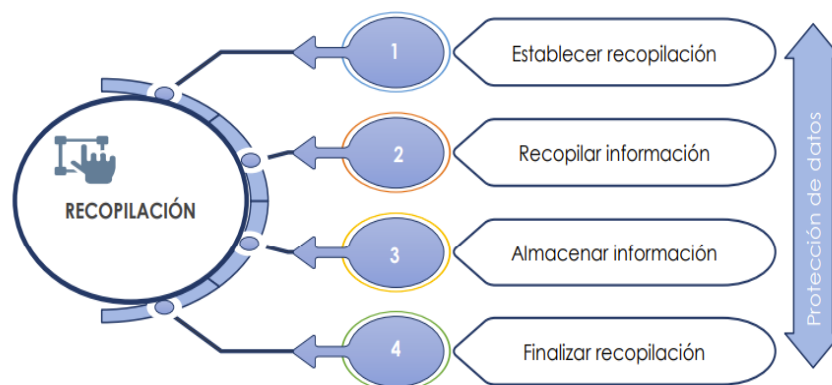 1
Establecer recopilación
2
Recopilar información
RECOPILACIÓN
3
Almacenar información
4
Finalizar recopilación
Protección de datos